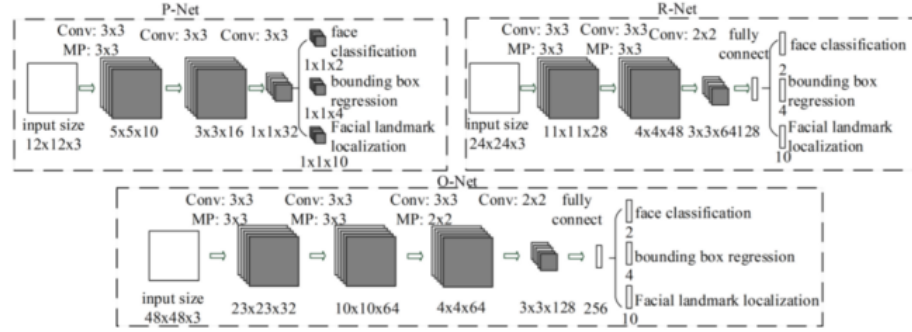 P-Net
Conv: 3x3 Conv: 3x3 Conv: 3x3
MP: 3x3
face
classification
1x1x2
bounding box
regression
1x1x4
Facial landmark
localization
1x1x10
input size
12x12x3
5x5x10
3x3x16
1x1x32
R-Net
Conv: 3x3 Conv: 3x3 Conv: 2x2 fully
MP: 3x3 MP: 3x3 connect
face classification
2
bounding box
regression
4
Facial landmark
localization
10
input size
24x24x3
11x11x28
4x4x48
3x3x64
128
O-Net
Conv: 3x3 Conv: 3x3 Conv: 3x3 Conv: 2x2 fully
MP: 3x3 MP: 3x3 MP: 2x2 connect
face classification
2
bounding box regression
4
Facial landmark localization
10
input size
48x48x3
23x23x32
10x10x64
4x4x64
3x3x128
256